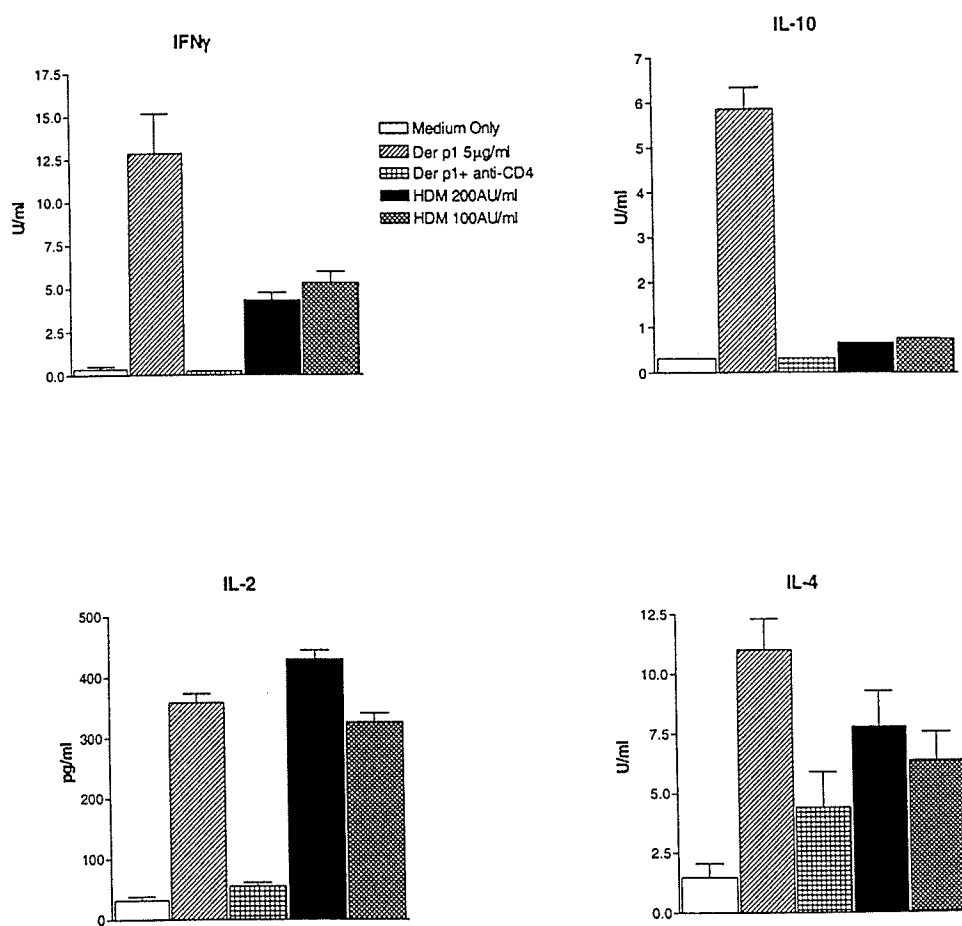 IFNγ
17.5
15.0
12.5
10.0
7.5
5.0
2.5
0.0
U/ml
Medium Only
Der p1 5µg/ml
Der p1+ anti-CD4
HDM 200AU/ml
HDM 100AU/ml
IL-10
7
6
5
4
3
2
1
0
U/ml
IL-2
500
400
300
200
100
0
pg/ml
IL-4
12.5
10.0
7.5
5.0
2.5
0.0
U/ml